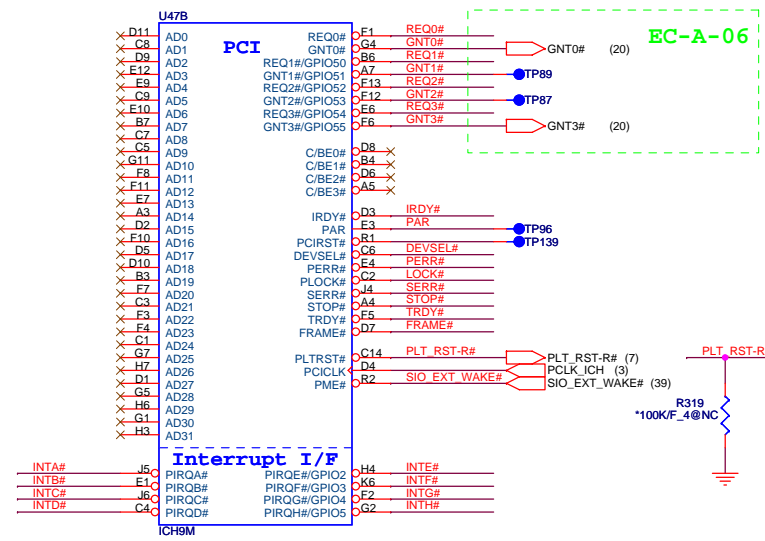 U47B
PCI
EC-A-06
D11 AD0 REQ0# F1 REQ0#
C8 AD1 GNT0# G4 GNT0# GNT0# (20)
D9 AD2 REQ1#/GPIO50 B6 REQ1#
E12 AD3 GNT1#/GPIO51 A7 GNT1# TP89
E9 AD4 REQ2#/GPIO52 F13 REQ2#
C9 AD5 GNT2#/GPIO53 F12 GNT2# TP87
E10 AD6 REQ3#/GPIO54 E6 REQ3#
B7 AD7 GNT3#/GPIO55 F6 GNT3# GNT3# (20)
C7 AD8
C5 AD9 C/BE0# D8
G11 AD10 C/BE1# B4
F8 AD11 C/BE2# D6
F11 AD12 C/BE3# A5
E7 AD13
A3 AD14 IRDY# D3 IRDY#
D2 AD15 PAR E3 PAR TP96
F10 AD16 PCIRST# R1 TP139
D5 AD17 DEVSEL# C6 DEVSEL#
D10 AD18 PERR# E4 PERR#
B3 AD19 PLOCK# C2 LOCK#
F7 AD20 SERR# J4 SERR#
C3 AD21 STOP# A4 STOP#
F3 AD22 TRDY# F5 TRDY#
F4 AD23 FRAME# D7 FRAME#
C1 AD24
G7 AD25 PLTRST# C14 PLT_RST-R# PLT_RST-R# (7)
H7 AD26 PCICLK D4 PCLK_ICH (3)
D1 AD27 PME# R2 SIO_EXT_WAKE# SIO_EXT_WAKE# (39)
G5 AD28
H6 AD29
G1 AD30
H3 AD31
PLT_RST-R
R319
*100K/F_4@NC
Interrupt I/F
INTA# J5 PIRQA# PIRQE#/GPIO2 H4 INTE#
INTB# E1 PIRQB# PIRQF#/GPIO3 K6 INTF#
INTC# J6 PIRQC# PIRQG#/GPIO4 F2 INTG#
INTD# C4 PIRQD# PIRQH#/GPIO5 G2 INTH#
ICH9M